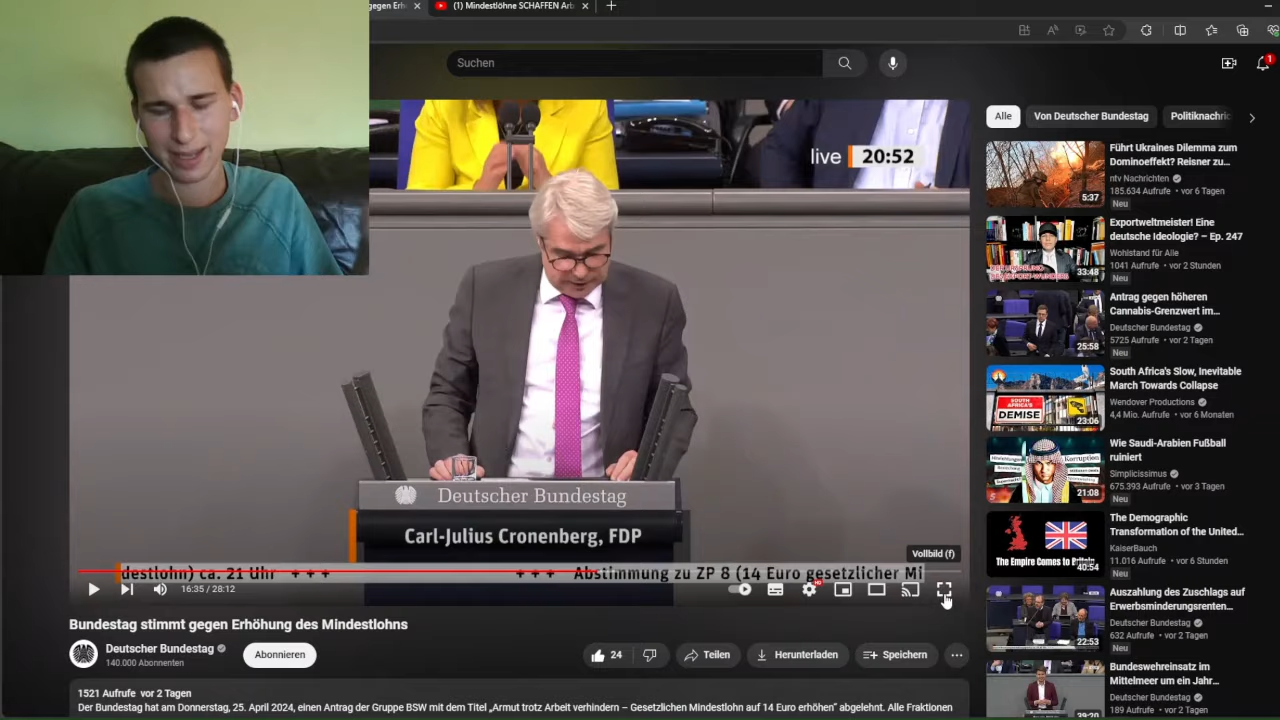 gegen Erh
(1) Mindestlöhne SCHAFFEN Ar
Suchen
1
live 20:52
Deutscher Bundestag
Carl-Julius Cronenberg, FDP
destlohn) ca. 21 Uhr +++ +++ Abstimmung zu ZP 8 (14 Euro gesetzlicher Mi
Vollbild (f)
16:35 / 28:12
HD
Bundestag stimmt gegen Erhöhung des Mindestlohns
Deutscher Bundestag
140.000 Abonnenten
Abonnieren
24
Teilen
Herunterladen
Speichern
1521 Aufrufe vor 2 Tagen
Der Bundestag hat am Donnerstag, 25. April 2024, einen Antrag der Gruppe BSW mit dem Titel „Armut trotz Arbeit verhindern – Gesetzlichen Mindestlohn auf 14 Euro erhöhen" abgelehnt. Alle Fraktionen
Alle
Von Deutscher Bundestag
Politiknachric
Führt Ukraines Dilemma zum
Dominoeffekt? Reisner zu...
ntv Nachrichten
185.634 Aufrufe • vor 6 Tagen
Neu
5:37
Exportweltmeister! Eine
deutsche Ideologie? – Ep. 247
Wohlstand für Alle
1041 Aufrufe • vor 2 Stunden
Neu
33:48
Antrag gegen höheren
Cannabis-Grenzwert im...
Deutscher Bundestag
5725 Aufrufe • vor 2 Tagen
Neu
25:58
South Africa's Slow, Inevitable
March Towards Collapse
Wendover Productions
4,4 Mio. Aufrufe • vor 6 Monaten
SOUTH
AFRICA'S
DEMISE
23:06
Wie Saudi-Arabien Fußball
ruiniert
Simplicissimus
675.393 Aufrufe • vor 3 Tagen
Neu
Korruption
21:08
The Demographic
Transformation of the United...
KaiserBauch
11.016 Aufrufe • vor 6 Tagen
Neu
The Empire Comes to Britain
40:54
Auszahlung des Zuschlags auf
Erwerbsminderungsrenten...
Deutscher Bundestag
632 Aufrufe • vor 2 Tagen
Neu
22:53
Bundeswehreinsatz im
Mittelmeer um ein Jahr...
Deutscher Bundestag
189 Aufrufe • vor 2 Tagen
Neu